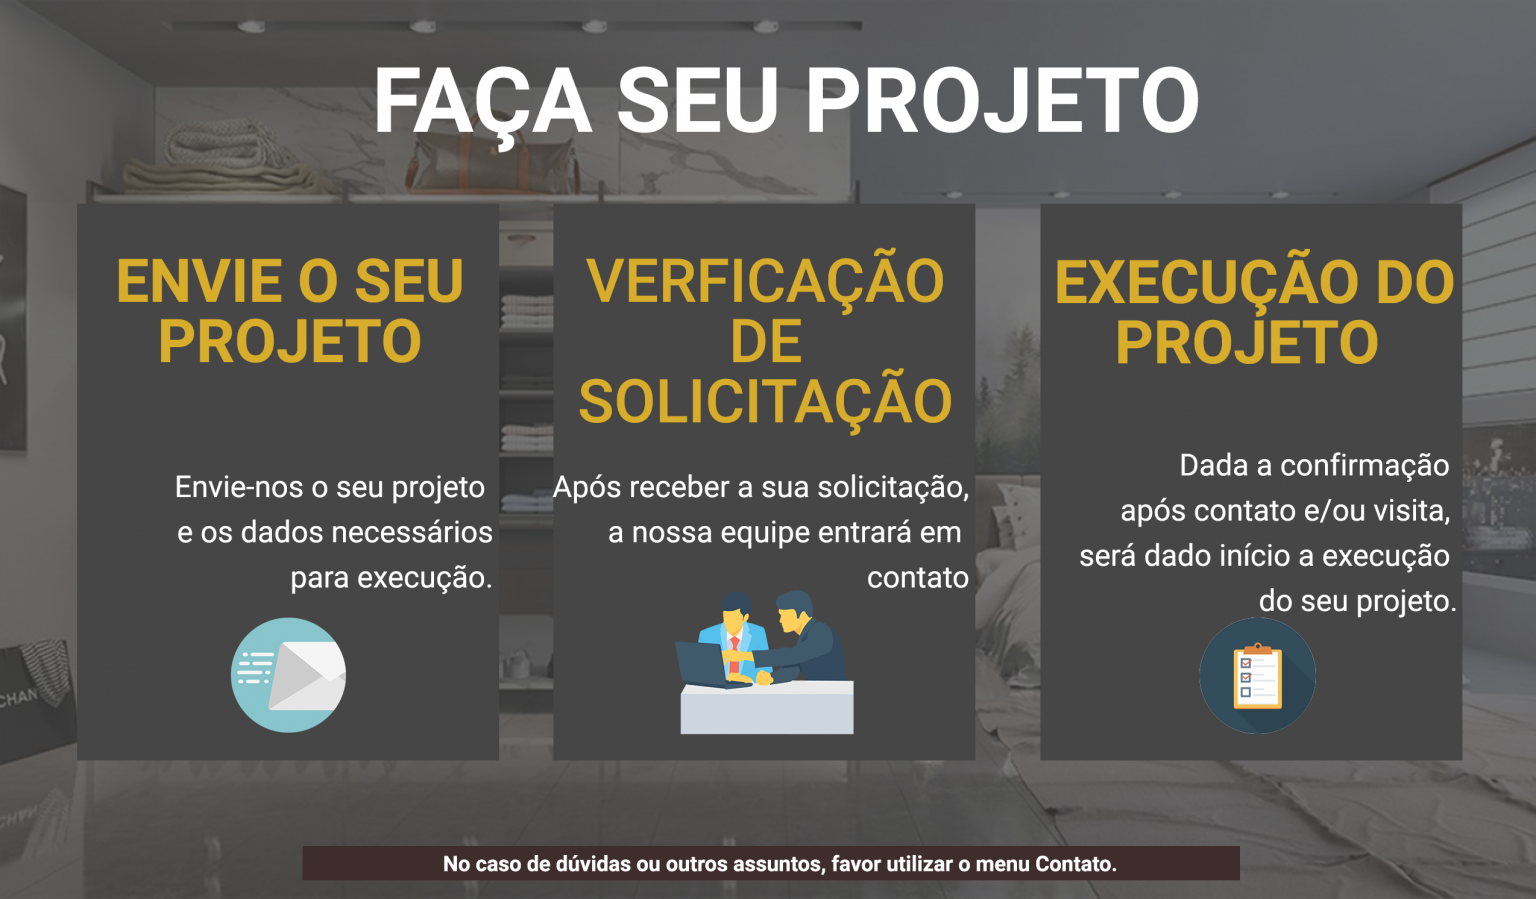 FAÇA SEU PROJETO
ENVIE O SEU
PROJETO
Envie-nos o seu projeto
e os dados necessários
para execução.
VERFICAÇÃO
DE
SOLICITAÇÃO
Após receber a sua solicitação,
a nossa equipe entrará em
contato
EXECUÇÃO DO
PROJETO
Dada a confirmação
após contato e/ou visita,
será dado início a execução
do seu projeto.
CHAN
No caso de dúvidas ou outros assuntos, favor utilizar o menu Contato.